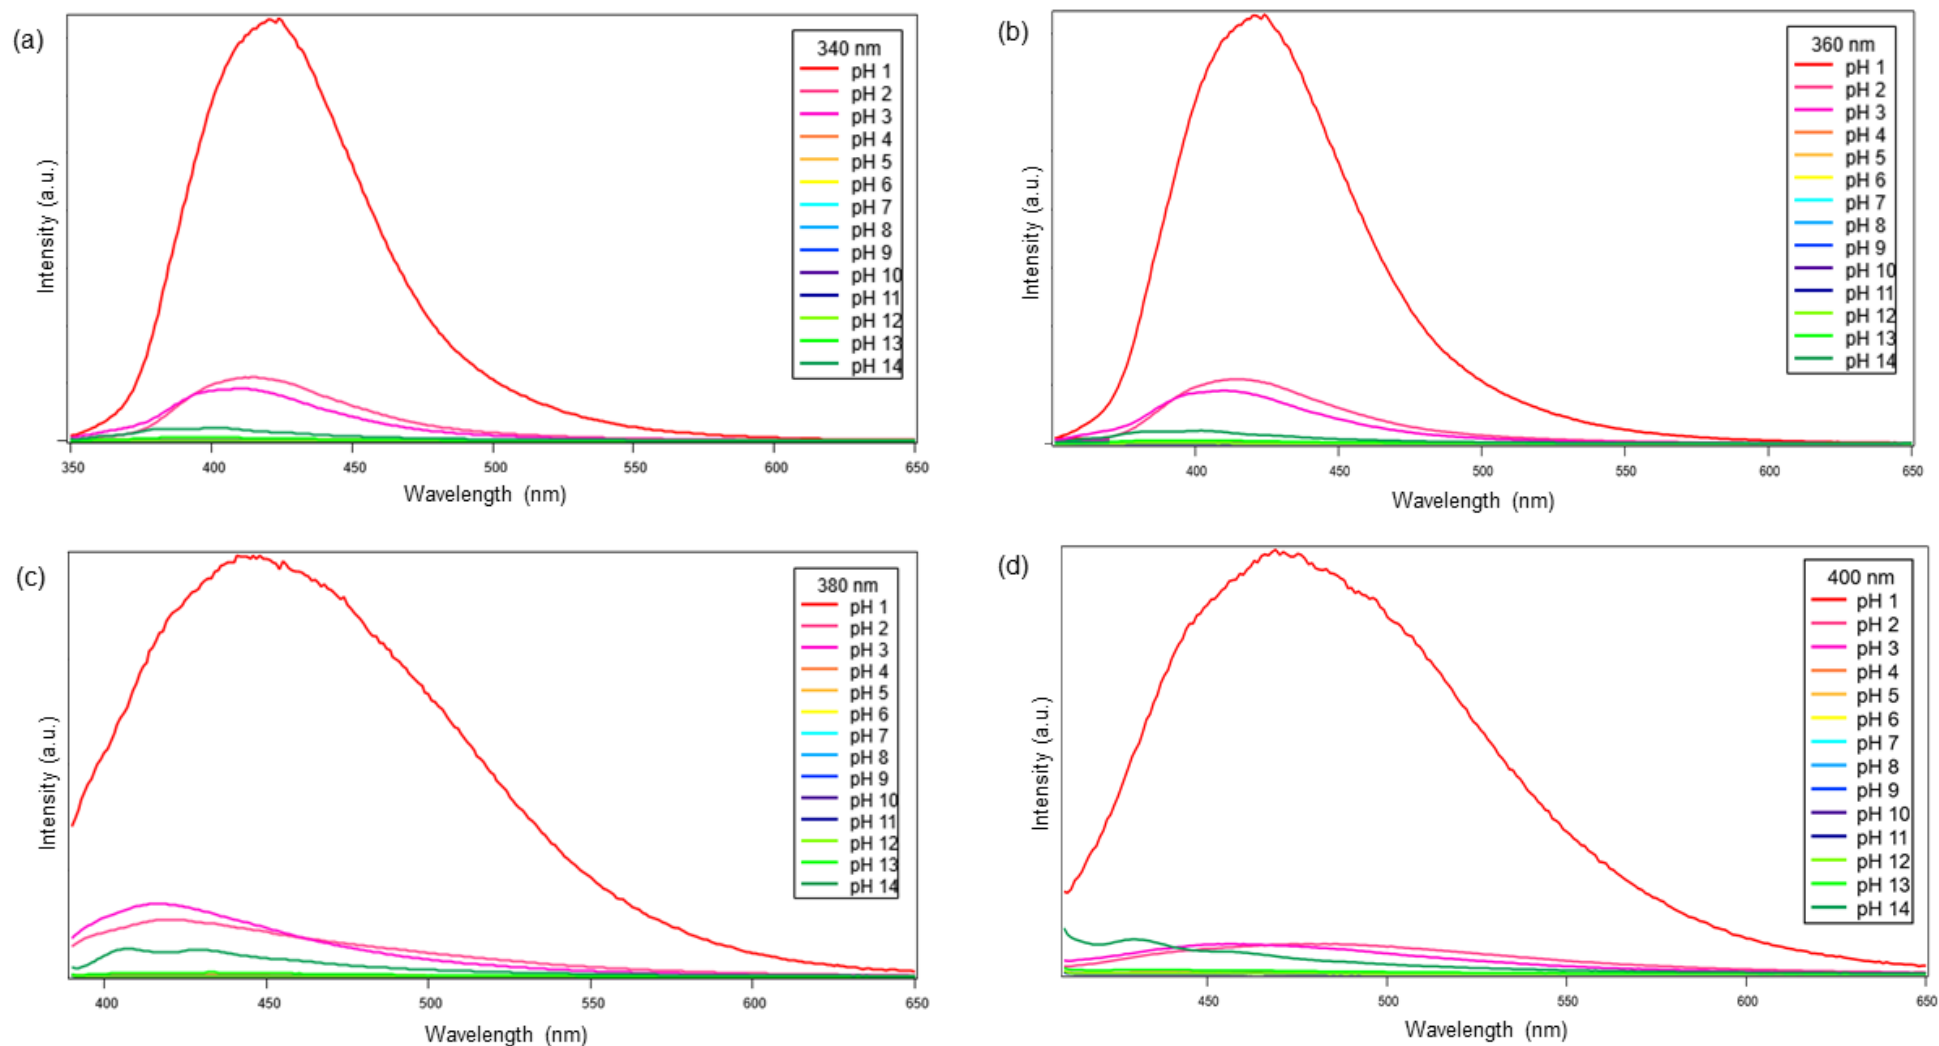 (a)
340 nm
pH 1
pH 2
pH 3
pH 4
pH 5
pH 6
pH 7
pH 8
pH 9
pH 10
pH 11
pH 12
pH 13
pH 14
Intensity (a.u.)
350 400 450 500 550 600 650
Wavelength (nm)
(b)
360 nm
pH 1
pH 2
pH 3
pH 4
pH 5
pH 6
pH 7
pH 8
pH 9
pH 10
pH 11
pH 12
pH 13
pH 14
Intensity (a.u.)
400 450 500 550 600 650
Wavelength (nm)
(c)
380 nm
pH 1
pH 2
pH 3
pH 4
pH 5
pH 6
pH 7
pH 8
pH 9
pH 10
pH 11
pH 12
pH 13
pH 14
Intensity (a.u.)
400 450 500 550 600 650
Wavelength (nm)
(d)
400 nm
pH 1
pH 2
pH 3
pH 4
pH 5
pH 6
pH 7
pH 8
pH 9
pH 10
pH 11
pH 12
pH 13
pH 14
Intensity (a.u.)
450 500 550 600 650
Wavelength (nm)